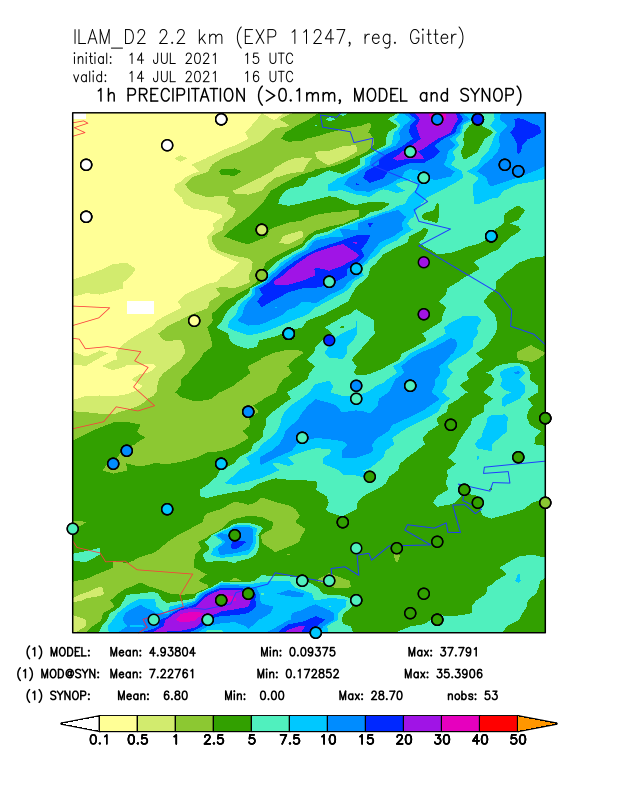 ILAM_D2 2.2 km (EXP 11247, reg. Gitter)
initial: 14 JUL 2021 15 UTC
valid: 14 JUL 2021 16 UTC
1h PRECIPITATION (>0.1mm, MODEL and SYNOP)
(1) MODEL: Mean: 4.93804 Min: 0.09375 Max: 37.791
(1) MOD@SYN: Mean: 7.22761 Min: 0.172852 Max: 35.3906
(1) SYNOP: Mean: 6.80 Min: 0.00 Max: 28.70 nobs: 53
0.1 0.5 1 2.5 5 7.5 10 15 20 30 40 50